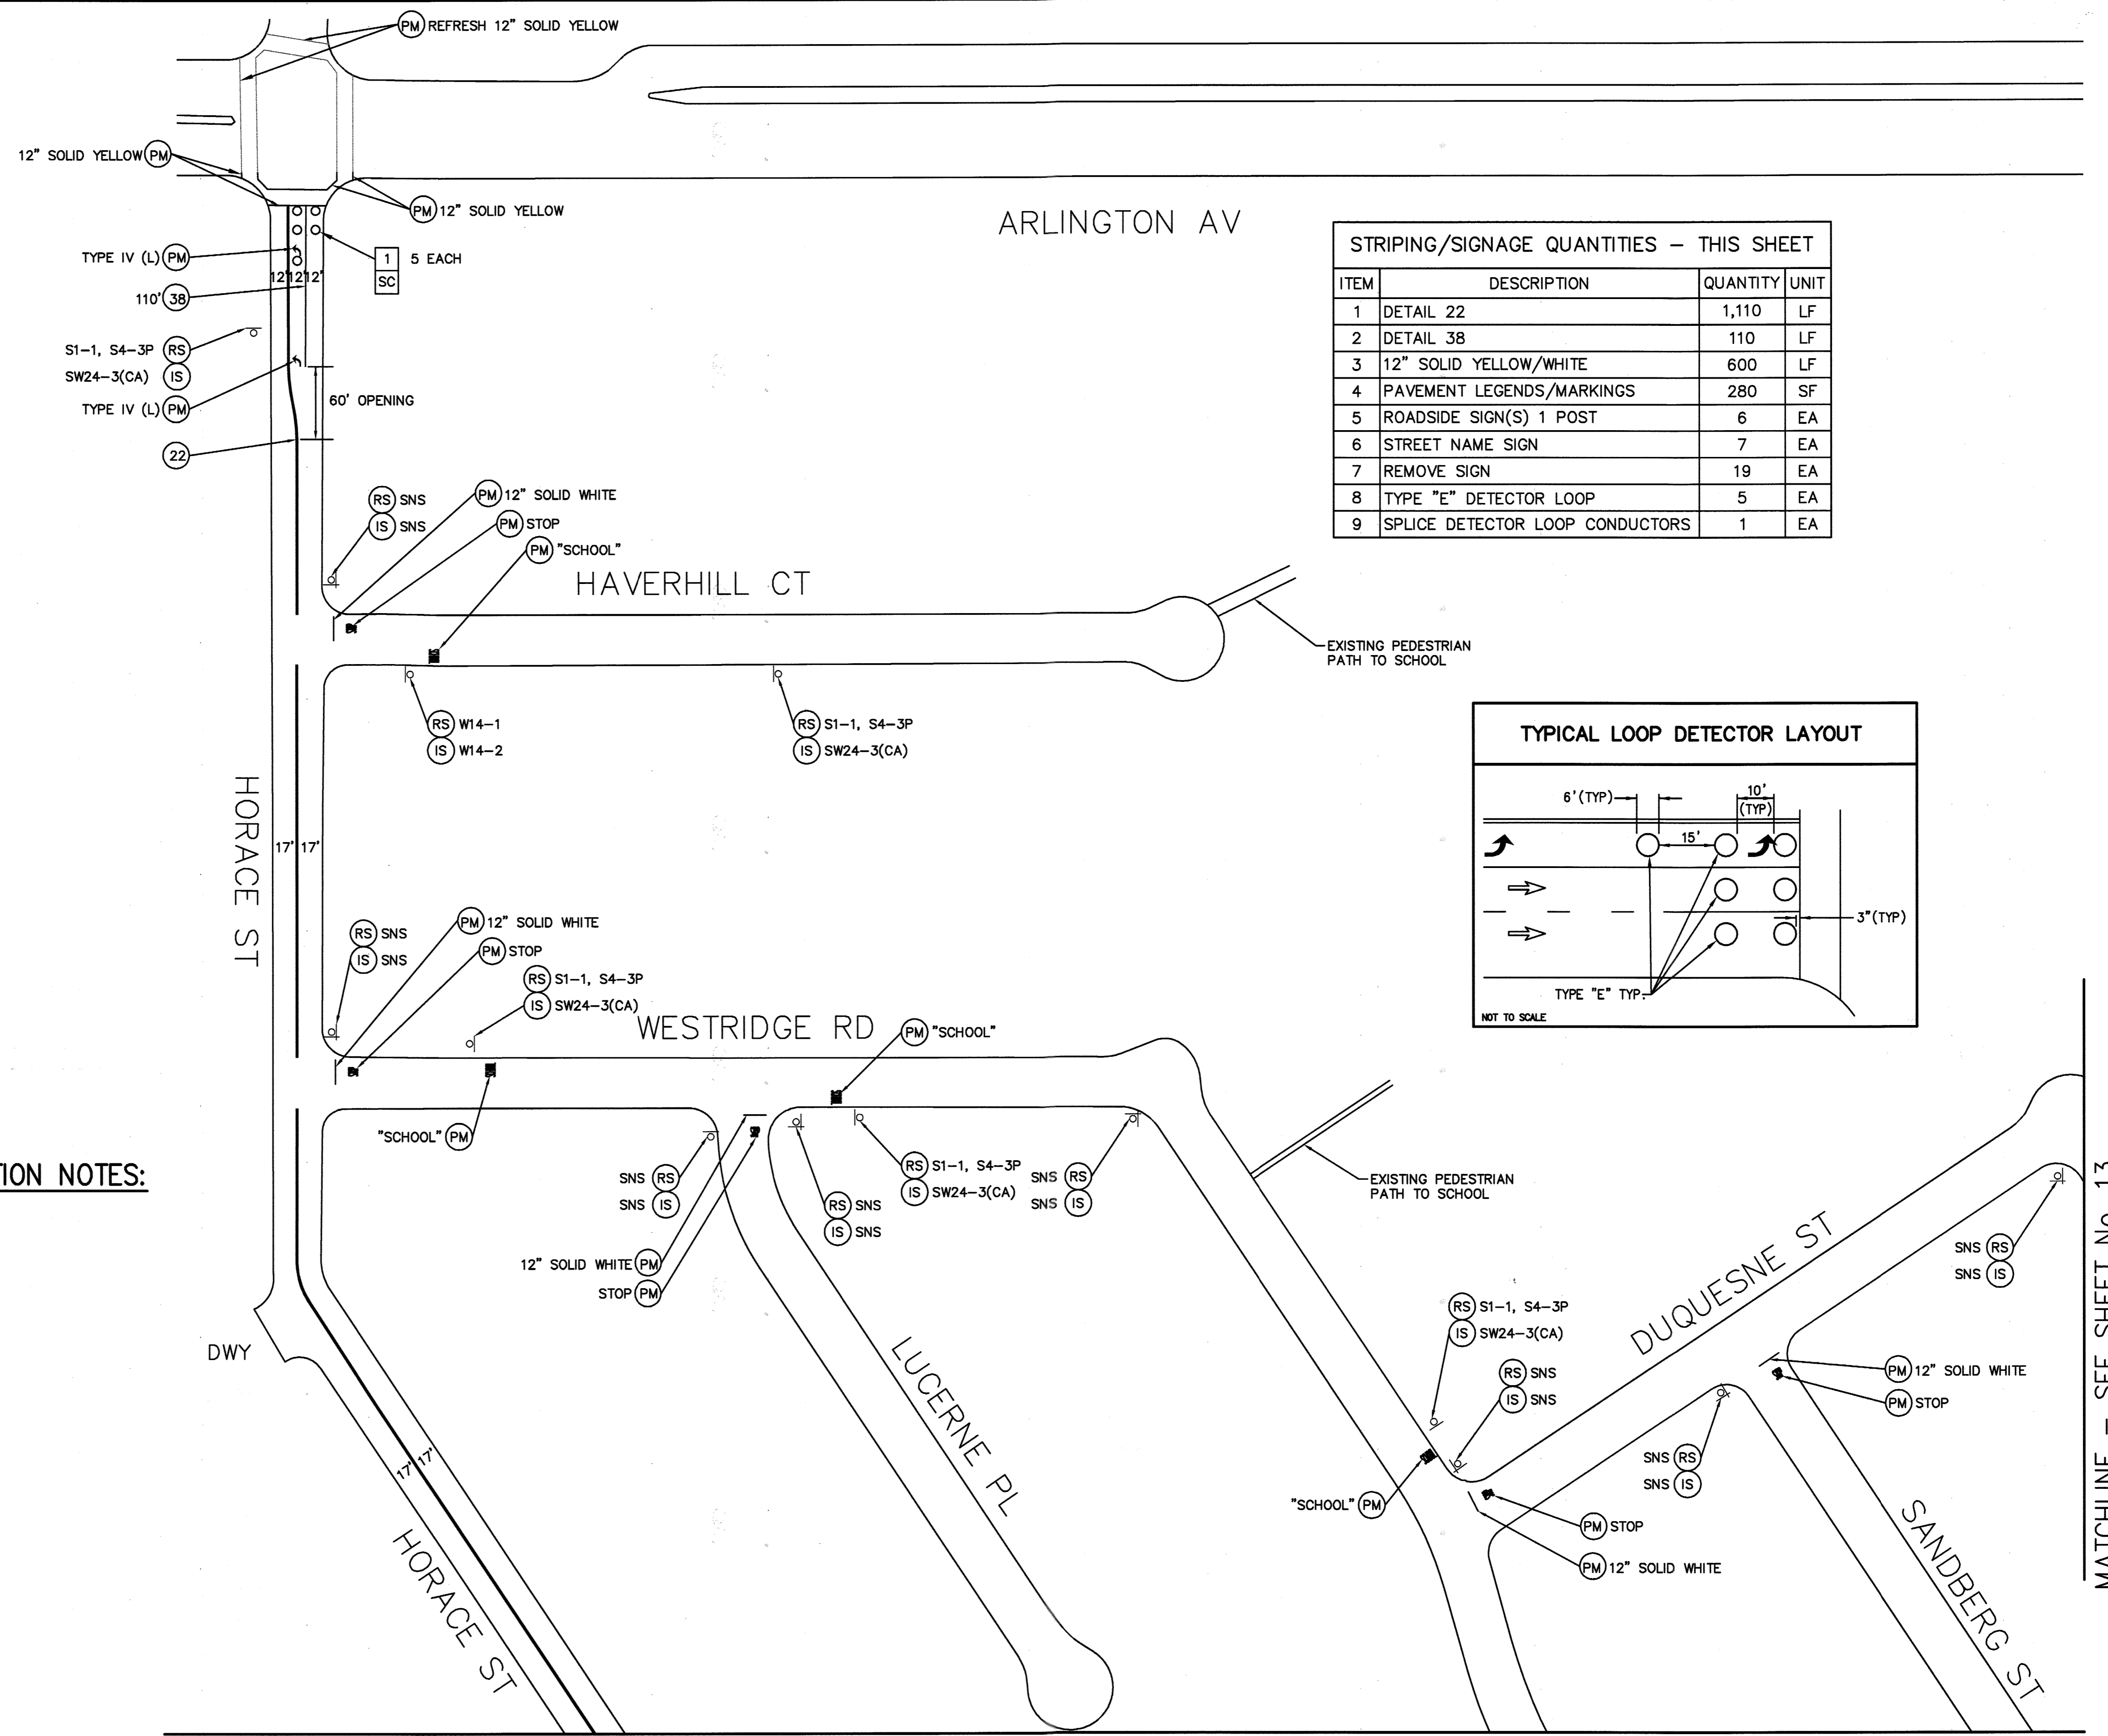 PM REFRESH 12" SOLID YELLOW
12" SOLID YELLOW PM
PM 12" SOLID YELLOW
ARLINGTON AV
TYPE IV (L) PM
1 5 EACH
SC
12' 12' 12'
110' 38
S1-1, S4-3P RS
SW24-3(CA) IS
TYPE IV (L) PM
60' OPENING
22
STRIPING/SIGNAGE QUANTITIES - THIS SHEET
ITEM DESCRIPTION QUANTITY UNIT
1 DETAIL 22 1,110 LF
2 DETAIL 38 110 LF
3 12" SOLID YELLOW/WHITE 600 LF
4 PAVEMENT LEGENDS/MARKINGS 280 SF
5 ROADSIDE SIGN(S) 1 POST 6 EA
6 STREET NAME SIGN 7 EA
7 REMOVE SIGN 19 EA
8 TYPE "E" DETECTOR LOOP 5 EA
9 SPLICE DETECTOR LOOP CONDUCTORS 1 EA
RS SNS
IS SNS
PM 12" SOLID WHITE
PM STOP
PM "SCHOOL"
HAVERHILL CT
EXISTING PEDESTRIAN
PATH TO SCHOOL
RS W14-1
IS W14-2
RS S1-1, S4-3P
IS SW24-3(CA)
TYPICAL LOOP DETECTOR LAYOUT
6'(TYP)
10'
(TYP)
15'
3"(TYP)
TYPE "E" TYP.
NOT TO SCALE
HORACE ST
17' 17'
RS SNS
IS SNS
PM 12" SOLID WHITE
PM STOP
RS S1-1, S4-3P
IS SW24-3(CA)
WESTRIDGE RD
PM "SCHOOL"
"SCHOOL" PM
SNS RS
SNS IS
RS SNS
IS SNS
RS S1-1, S4-3P
IS SW24-3(CA)
SNS RS
SNS IS
EXISTING PEDESTRIAN
PATH TO SCHOOL
12" SOLID WHITE PM
STOP PM
TION NOTES:
DWY
LUCERNE PL
17' 17'
HORACE ST
RS S1-1, S4-3P
IS SW24-3(CA)
RS SNS
IS SNS
DUQUESNE ST
SNS RS
SNS IS
PM 12" SOLID WHITE
PM STOP
SNS RS
SNS IS
"SCHOOL" PM
PM STOP
PM 12" SOLID WHITE
SANDBERG ST
MATCHLINE - SEE SHEET No. 13